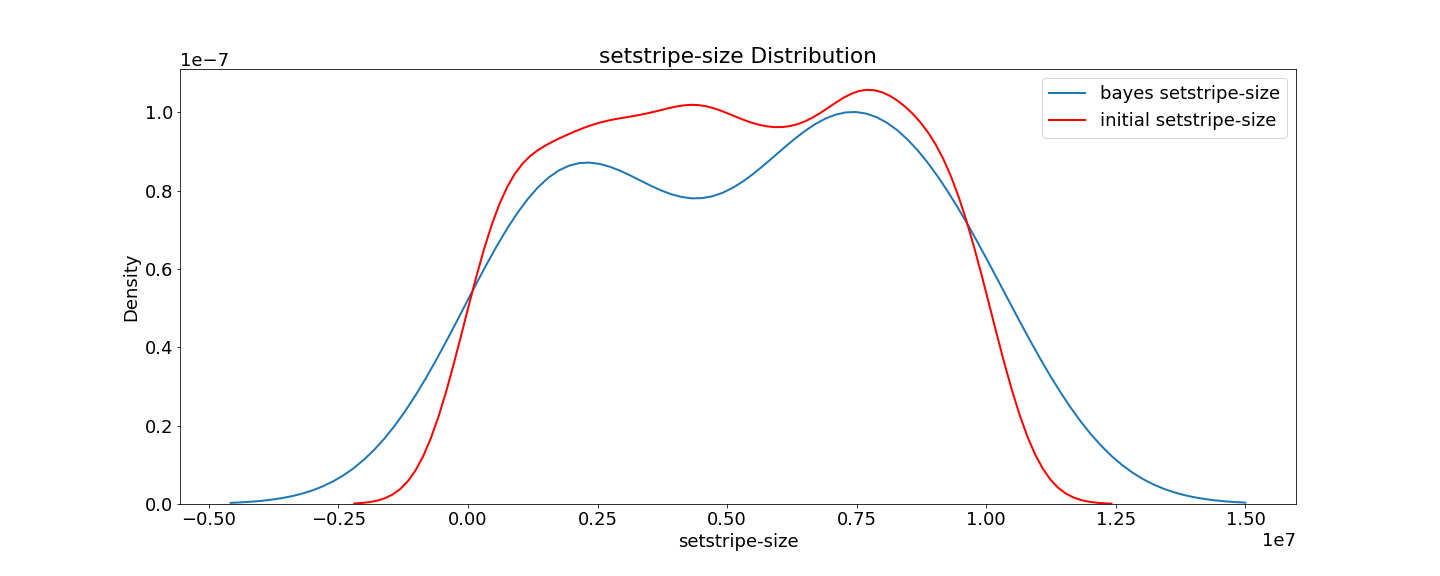 setstripe-size Distribution
1e−7
bayes setstripe-size
initial setstripe-size
1.0
0.8
0.6
0.4
0.2
0.0
Density
−0.50
−0.25
0.00
0.25
0.50
0.75
1.00
1.25
1.50
setstripe-size
1e7